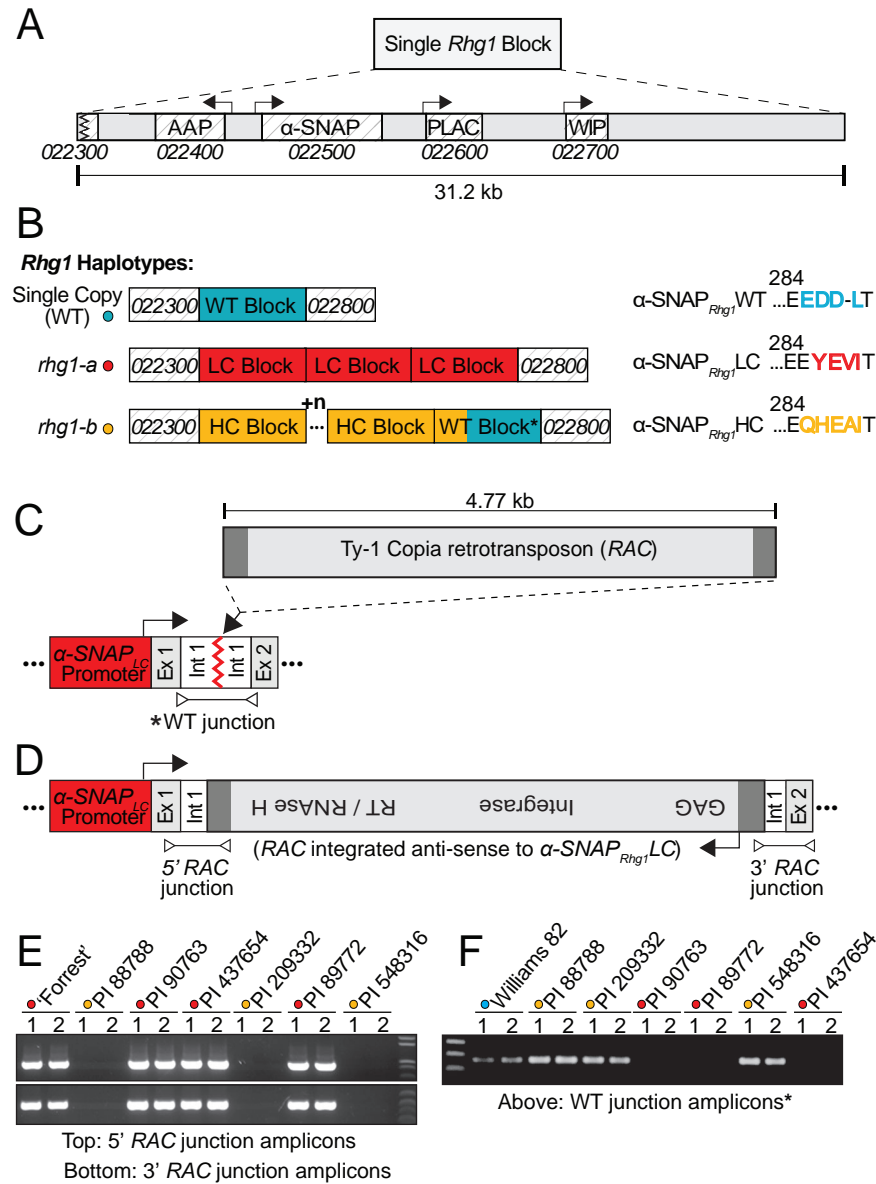 A
Single Rhg1 Block
AAP α-SNAP PLAC WIP
022300 022400 022500 022600 022700
31.2 kb
B
Rhg1 Haplotypes:
Single Copy (WT) 022300 WT Block 022800
284
α-SNAPRhg1WT ...EEDD-LT
rhg1-a 022300 LC Block LC Block LC Block 022800
284
α-SNAPRhg1LC ...EEYEVIT
+n
rhg1-b 022300 HC Block ... HC Block WT Block* 022800
284
α-SNAPRhg1HC ...EQHEAIT
C
4.77 kb
Ty-1 Copia retrotransposon (RAC)
... α-SNAPLC Promoter Ex 1 Int 1 Int 1 Ex 2 ...
*WT junction
D
... α-SNAPLC Promoter Ex 1 Int 1 RT / RNAse H Integrase GAG Int 1 Ex 2 ...
(RAC integrated anti-sense to α-SNAPRhg1LC)
5' RAC junction
3' RAC junction
E
'Forrest' PI 88788 PI 90763 PI 437654 PI 209332 PI 89772 PI 548316
1 2 1 2 1 2 1 2 1 2 1 2 1 2
Top: 5' RAC junction amplicons
Bottom: 3' RAC junction amplicons
F
Williams 82 PI 88788 PI 209332 PI 90763 PI 89772 PI 548316 PI 437654
1 2 1 2 1 2 1 2 1 2 1 2 1 2
Above: WT junction amplicons*